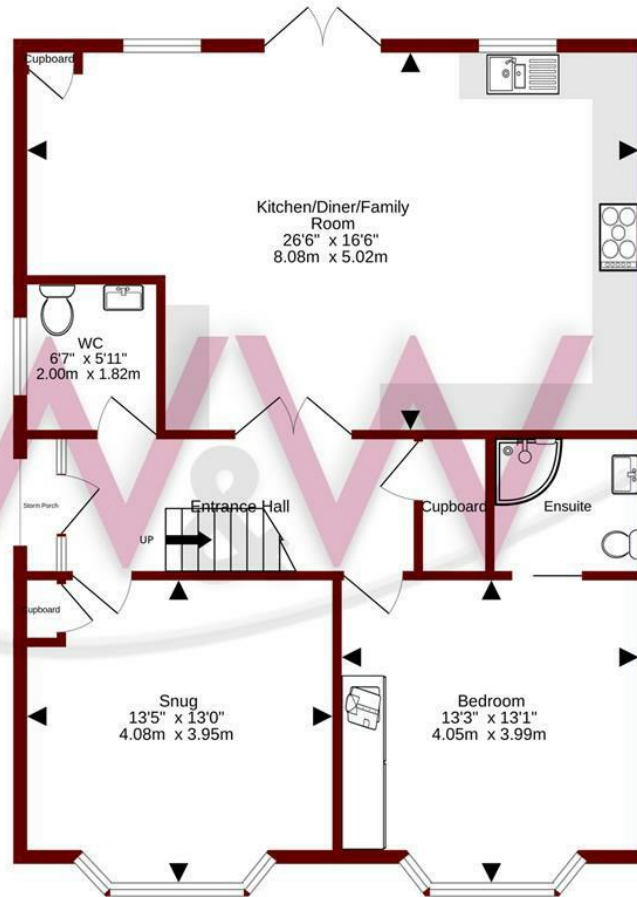 Cupboard
Kitchen/Diner/Family
Room
26'6" x 16'6"
8.08m x 5.02m
WC
6'7" x 5'11"
2.00m x 1.82m
W&W
Storm Porch
Entrance Hall
UP
Cupboard
Ensuite
Cupboard
Snug
13'5" x 13'0"
4.08m x 3.95m
Bedroom
13'3" x 13'1"
4.05m x 3.99m